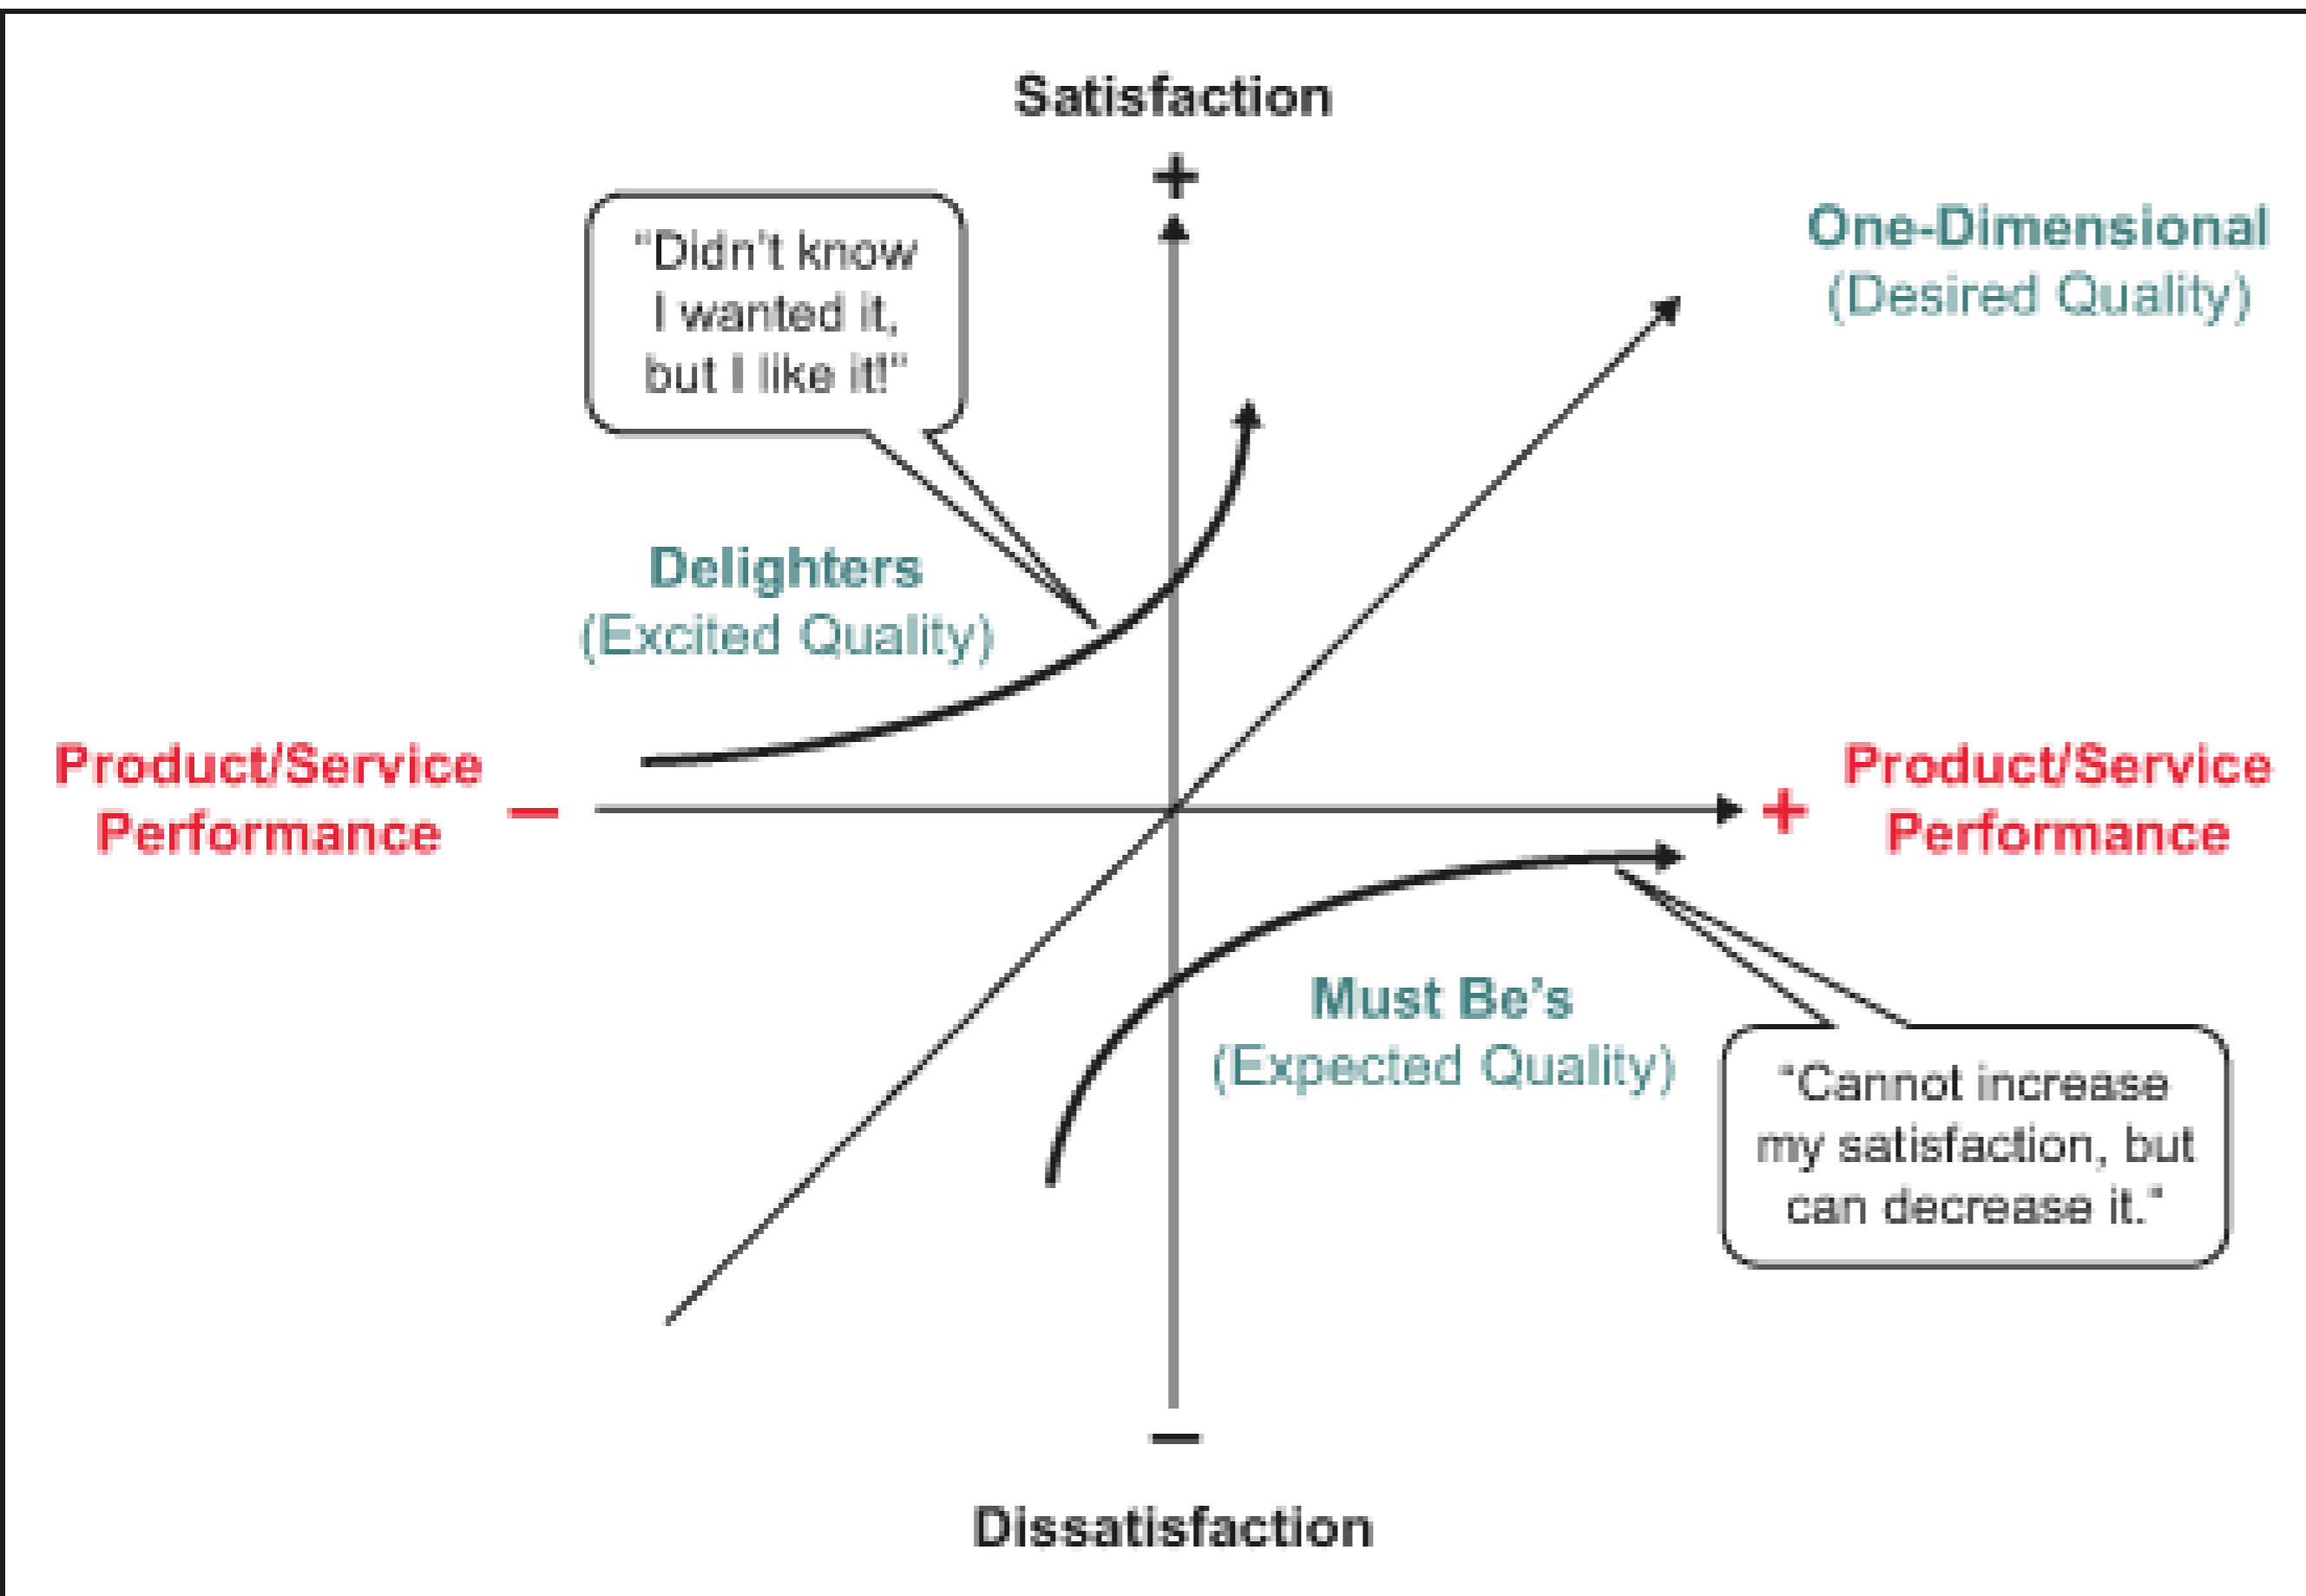 Satisfaction
+
"Didn't know
I wanted it,
but I like it!"
One-Dimensional
(Desired Quality)
Delighters
(Excited Quality)
Product/Service
Performance
–
+
Product/Service
Performance
Must Be's
(Expected Quality)
"Cannot increase
my satisfaction, but
can decrease it."
–
Dissatisfaction